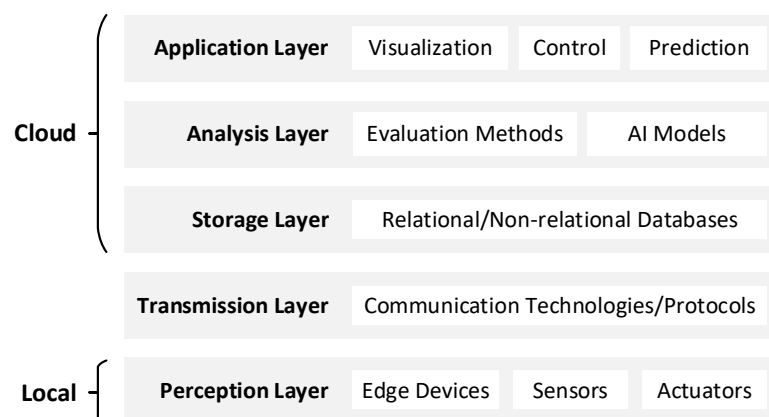 Application Layer Visualization Control Prediction
Cloud Analysis Layer Evaluation Methods AI Models
Storage Layer Relational/Non-relational Databases
Transmission Layer Communication Technologies/Protocols
Local Perception Layer Edge Devices Sensors Actuators